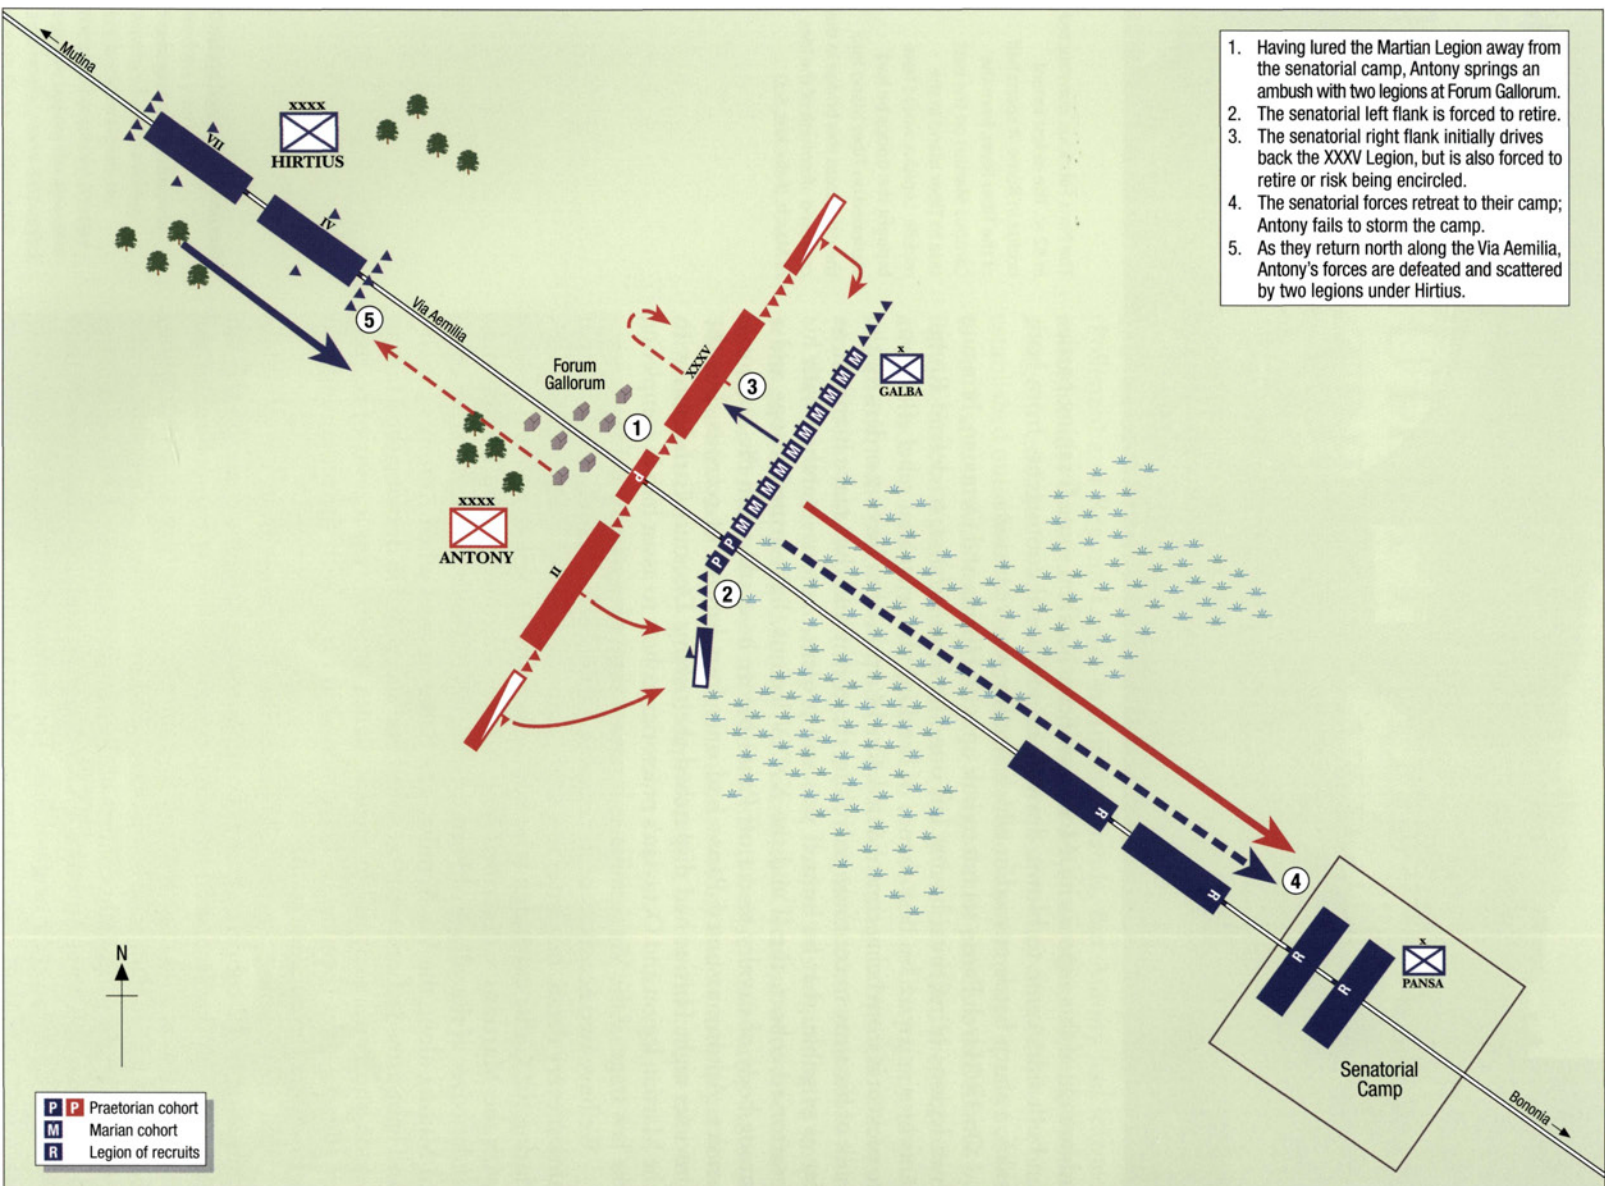 Mutina
xxxx
HIRTIUS
VII
IV
5
Via Aemilia
Forum
Gallorum
1
XXXV
3
x
GALBA
P
xxxx
ANTONY
II
M
M
M
M
M
M
M
M
M
M
P
P
2
R
R
4
R
R
x
PANSA
Senatorial
Camp
Bononia
1. Having lured the Martian Legion away from
the senatorial camp, Antony springs an
ambush with two legions at Forum Gallorum.
2. The senatorial left flank is forced to retire.
3. The senatorial right flank initially drives
back the XXXV Legion, but is also forced to
retire or risk being encircled.
4. The senatorial forces retreat to their camp;
Antony fails to storm the camp.
5. As they return north along the Via Aemilia,
Antony's forces are defeated and scattered
by two legions under Hirtius.
N
P P Praetorian cohort
M Marian cohort
R Legion of recruits